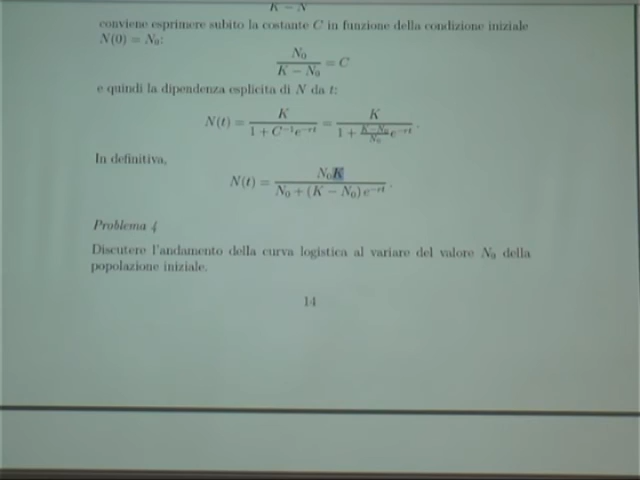 K − N
conviene esprimere subito la costante C in funzione della condizione iniziale
N(0) = N₀:
N₀ / (K − N₀) = C
e quindi la dipendenza esplicita di N da t:
N(t) = K / (1 + C⁻¹e⁻ʳᵗ) = K / (1 + ((K−N₀)/N₀) e⁻ʳᵗ) .
In definitiva,
N(t) = N₀K / (N₀ + (K − N₀) e⁻ʳᵗ) .
Problema 4
Discutere l'andamento della curva logistica al variare del valore N₀ della
popolazione iniziale.
14